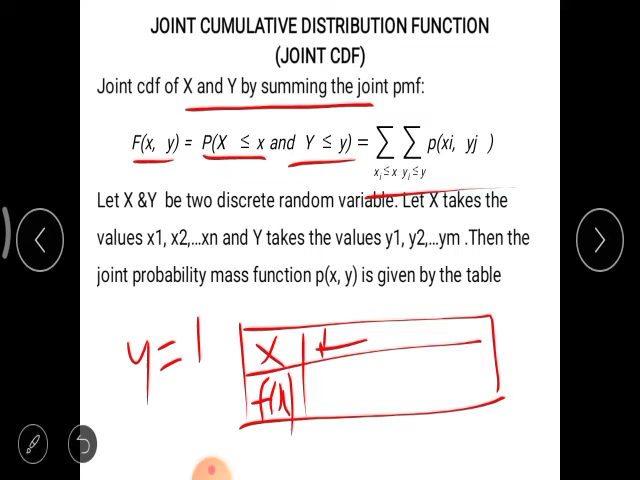 JOINT CUMULATIVE DISTRIBUTION FUNCTION
(JOINT CDF)
Joint cdf of X and Y by summing the joint pmf:
F(x, y) = P(X ≤ x and Y ≤ y) = ∑ ∑ p(xi, yj )
xᵢ ≤ x yᵢ ≤ y
Let X &Y be two discrete random variable. Let X takes the
values x1, x2,...xn and Y takes the values y1, y2,...ym .Then the
joint probability mass function p(x, y) is given by the table
y = 1
X
f(x)